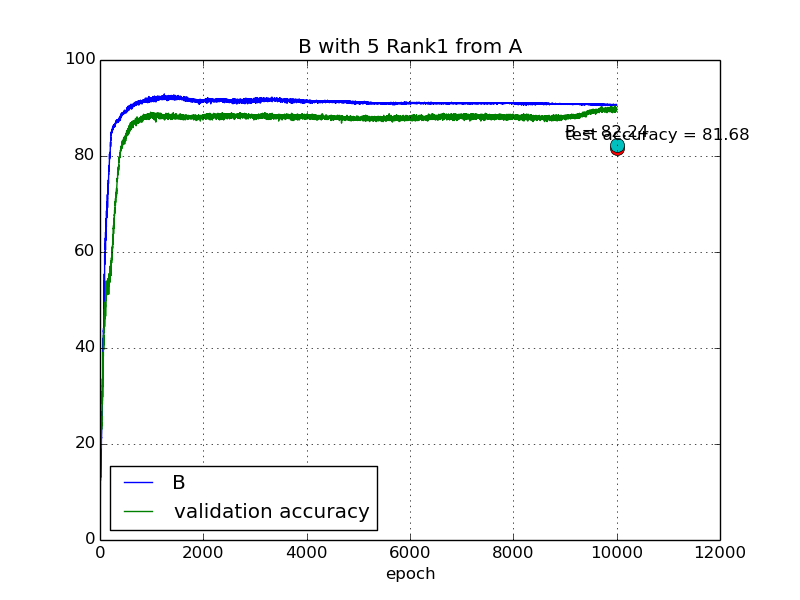 B with 5 Rank1 from A
100
80
60
40
20
0
B = 82.24
test accuracy = 81.68
B
validation accuracy
0 2000 4000 6000 8000 10000 12000
epoch